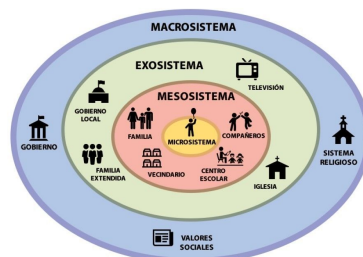 MACROSISTEMA
EXOSISTEMA
TELEVISIÓN
GOBIERNO
LOCAL
MESOSISTEMA
FAMILIA
COMPAÑEROS
MICROSISTEMA
GOBIERNO
SISTEMA
RELIGIOSO
FAMILIA
EXTENDIDA
VECINDARIO
CENTRO
ESCOLAR
IGLESIA
VALORES
SOCIALES